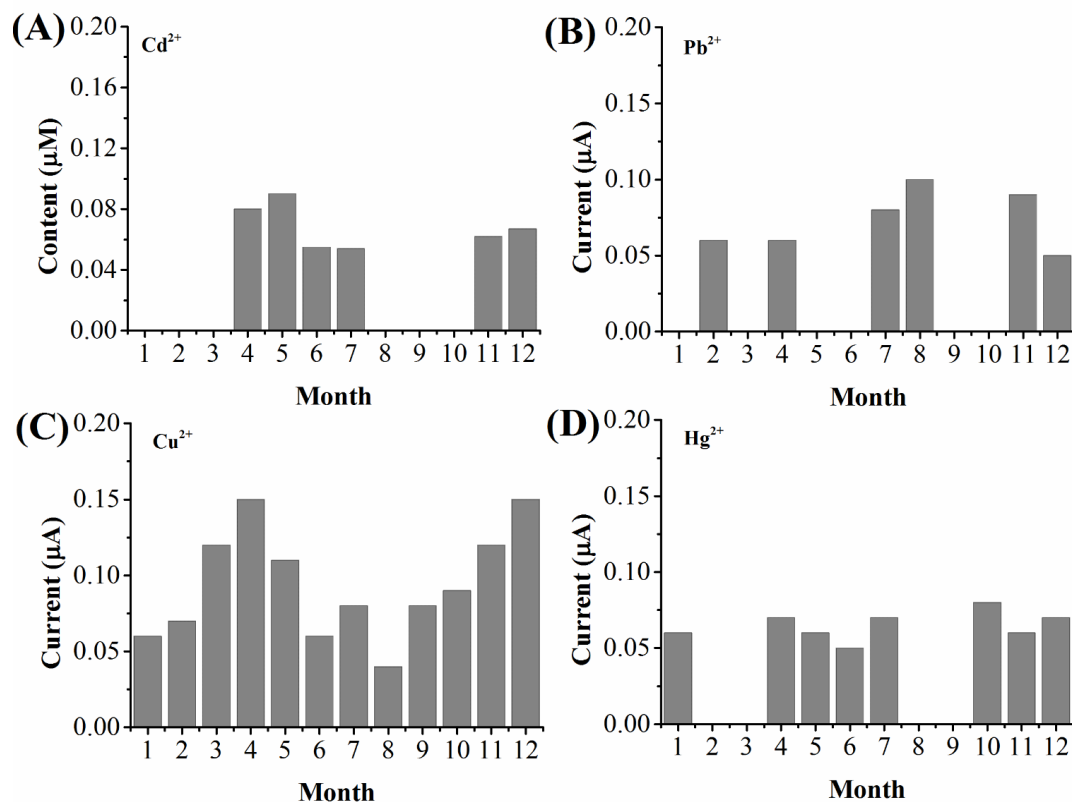 (A)
Cd²⁺
Content (μM)
0.20
0.16
0.12
0.08
0.04
0.00
1 2 3 4 5 6 7 8 9 10 11 12
Month
(B)
Pb²⁺
Current (μA)
0.20
0.15
0.10
0.05
0.00
1 2 3 4 5 6 7 8 9 10 11 12
Month
(C)
Cu²⁺
Current (μA)
0.20
0.15
0.10
0.05
0.00
1 2 3 4 5 6 7 8 9 10 11 12
Month
(D)
Hg²⁺
Current (μA)
0.20
0.15
0.10
0.05
0.00
1 2 3 4 5 6 7 8 9 10 11 12
Month